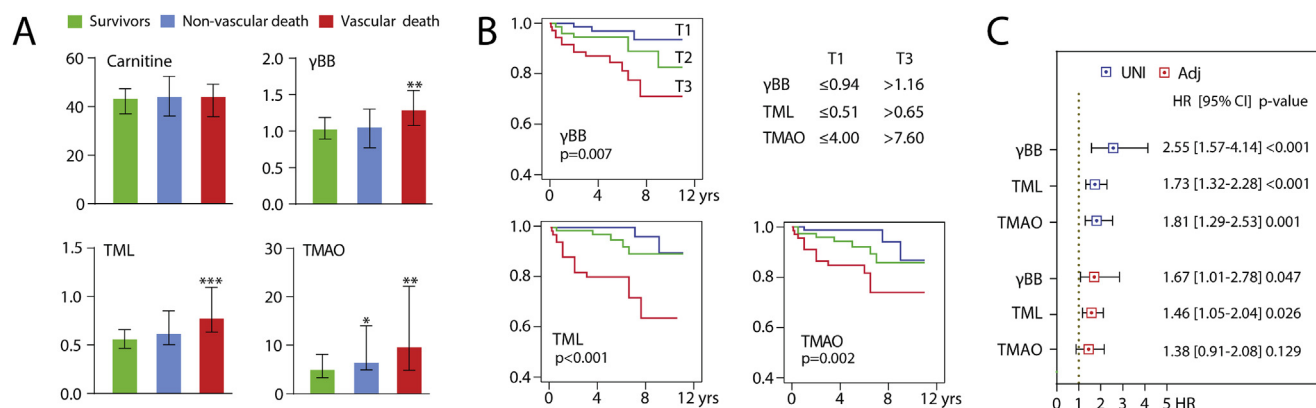 Survivors Non-vascular death Vascular death
A
Carnitine
60
40
20
0
γBB
2.0
1.5
1.0
0.5
0.0
**
TML
1.5
1.0
0.5
0.0
***
TMAO
30
20
10
0
*
**
B
1.0
0.8
0.6
0.4
T1
T2
T3
γBB
p=0.007
0 4 8 12 yrs
T1 T3
γBB ≤0.94 >1.16
TML ≤0.51 >0.65
TMAO ≤4.00 >7.60
1.0
0.8
0.6
0.4
TML
p<0.001
0 4 8 12 yrs
1.0
0.8
0.6
0.4
TMAO
p=0.002
0 4 8 12 yrs
C
UNI Adj
HR [95% CI] p-value
γBB 2.55 [1.57-4.14] <0.001
TML 1.73 [1.32-2.28] <0.001
TMAO 1.81 [1.29-2.53] 0.001
γBB 1.67 [1.01-2.78] 0.047
TML 1.46 [1.05-2.04] 0.026
TMAO 1.38 [0.91-2.08] 0.129
0 1 2 3 4 5 HR